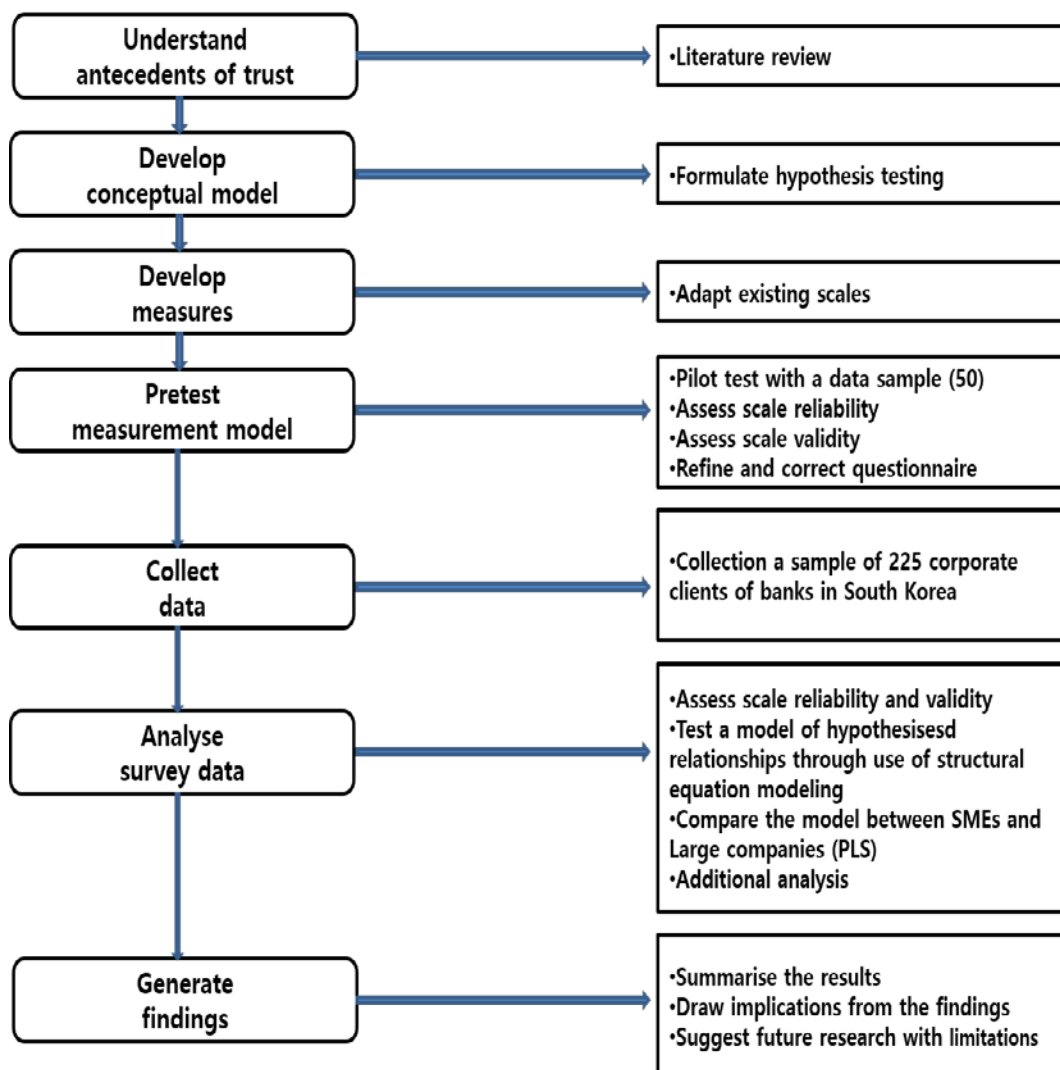 Understand
antecedents of trust
•Literature review
Develop
conceptual model
•Formulate hypothesis testing
Develop
measures
•Adapt existing scales
Pretest
measurement model
•Pilot test with a data sample (50)
•Assess scale reliability
•Assess scale validity
•Refine and correct questionnaire
Collect
data
•Collection a sample of 225 corporate
clients of banks in South Korea
Analyse
survey data
•Assess scale reliability and validity
•Test a model of hypothesisesd
relationships through use of structural
equation modeling
•Compare the model between SMEs and
Large companies (PLS)
•Additional analysis
Generate
findings
•Summarise the results
•Draw implications from the findings
•Suggest future research with limitations